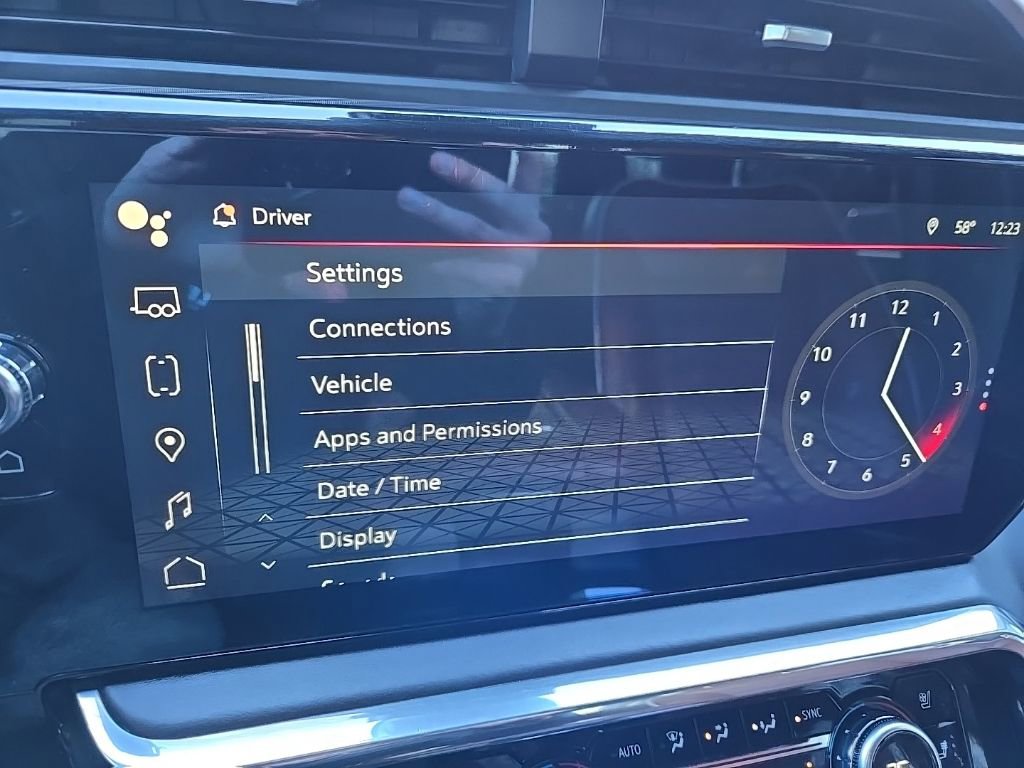 Driver
58° 12:23
Settings
Connections
Vehicle
Apps and Permissions
Date / Time
Display
12
11 1
10 2
9 3
8 4
7 5
6
AUTO SYNC